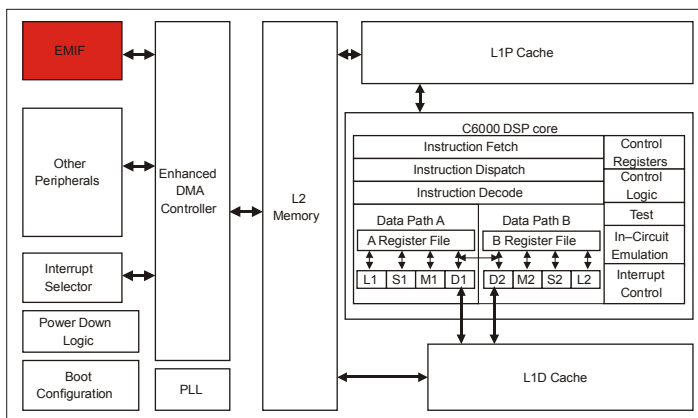 EMIF
L1P Cache
C6000 DSP core
Instruction Fetch
Control
Registers
Instruction Dispatch
Other
Peripherals
Enhanced
DMA
Controller
L2
Memory
Control
Logic
Instruction Decode
Data Path A
Data Path B
Test
A Register File
B Register File
In–Circuit
Emulation
Interrupt
Selector
L1 S1 M1 D1
D2 M2 S2 L2
Interrupt
Control
Power Down
Logic
Boot
Configuration
PLL
L1D Cache